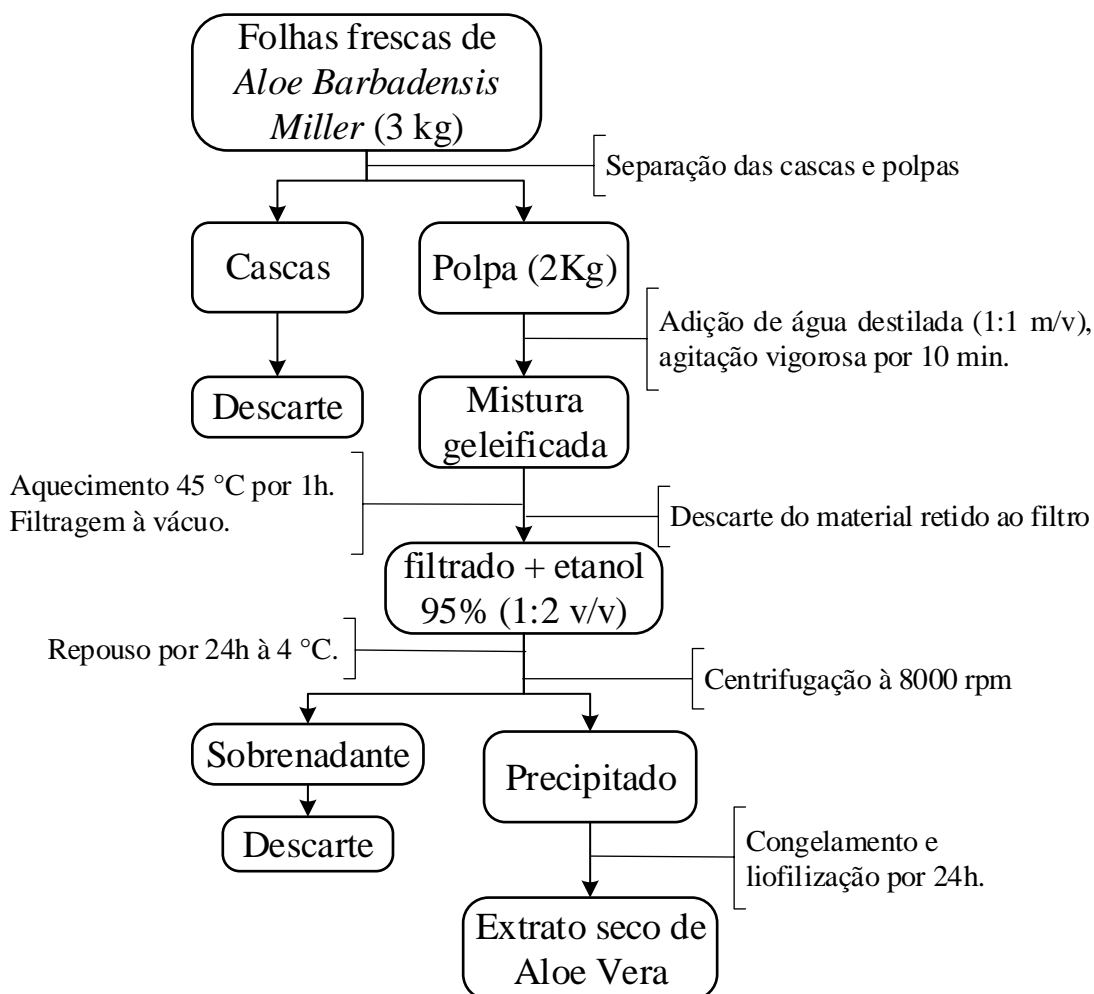 Folhas frescas de
Aloe Barbadensis
Miller (3 kg)
Separação das cascas e polpas
Cascas
Polpa (2Kg)
Adição de água destilada (1:1 m/v),
agitação vigorosa por 10 min.
Descarte
Mistura
geleificada
Aquecimento 45 °C por 1h.
Filtragem à vácuo.
Descarte do material retido ao filtro
filtrado + etanol
95% (1:2 v/v)
Repouso por 24h à 4 °C.
Centrifugação à 8000 rpm
Sobrenadante
Precipitado
Descarte
Congelamento e
liofilização por 24h.
Extrato seco de
Aloe Vera